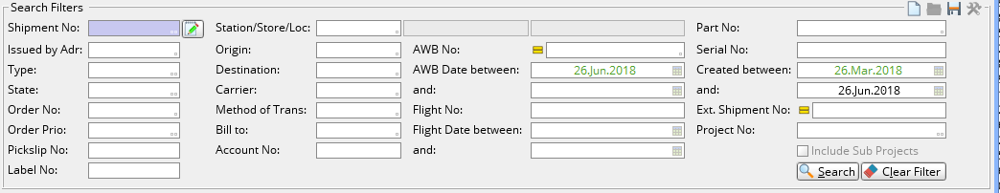 Search Filters
Shipment No: Station/Store/Loc: Part No:
Issued by Adr: Origin: AWB No: Serial No:
Type: Destination: AWB Date between: 26.Jun.2018 Created between: 26.Mar.2018
State: Carrier: and: and: 26.Jun.2018
Order No: Method of Trans: Flight No: Ext. Shipment No:
Order Prio: Bill to: Flight Date between: Project No:
Pickslip No: Account No: and: Include Sub Projects
Label No: Search Clear Filter